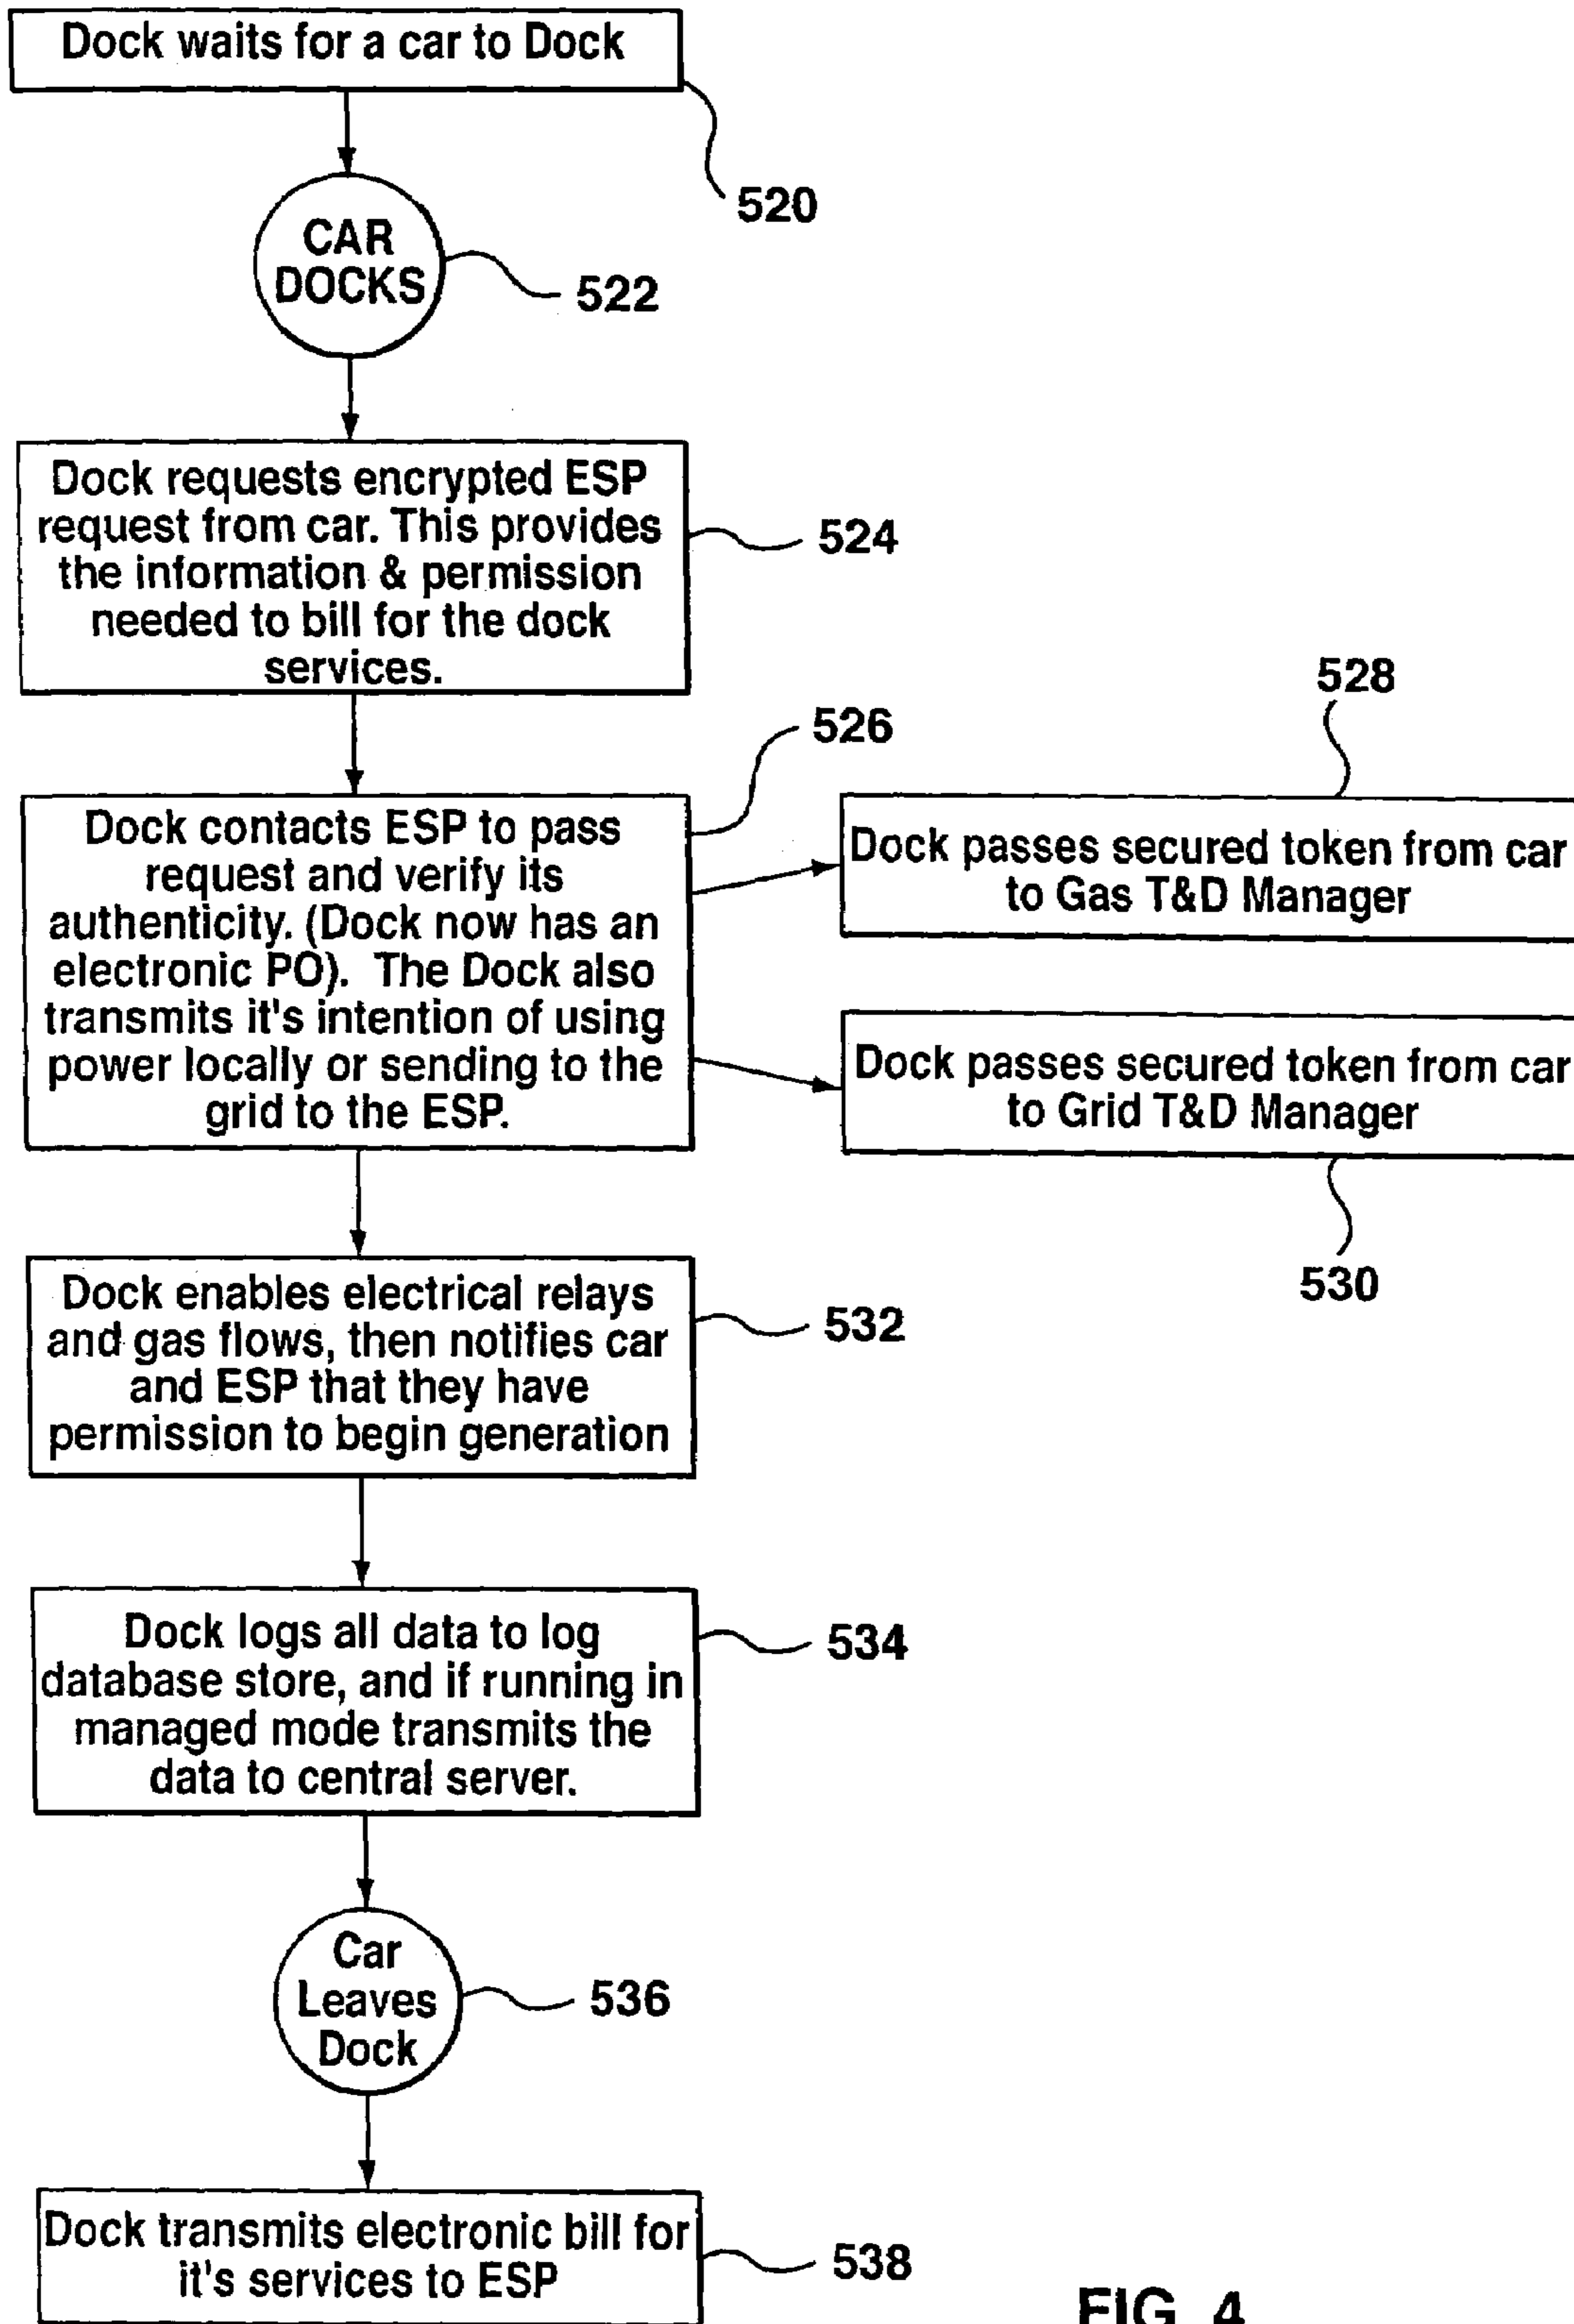 Dock waits for a car to Dock
520
CAR
DOCKS
522
Dock requests encrypted ESP
request from car. This provides
the information & permission
needed to bill for the dock
services.
524
526
528
Dock contacts ESP to pass
request and verify its
authenticity. (Dock now has an
electronic PO). The Dock also
transmits it's intention of using
power locally or sending to the
grid to the ESP.
Dock passes secured token from car
to Gas T&D Manager
Dock passes secured token from car
to Grid T&D Manager
530
Dock enables electrical relays
and gas flows, then notifies car
and ESP that they have
permission to begin generation
532
Dock logs all data to log
database store, and if running in
managed mode transmits the
data to central server.
534
Car
Leaves
Dock
536
Dock transmits electronic bill for
it's services to ESP
538
FIG. 4